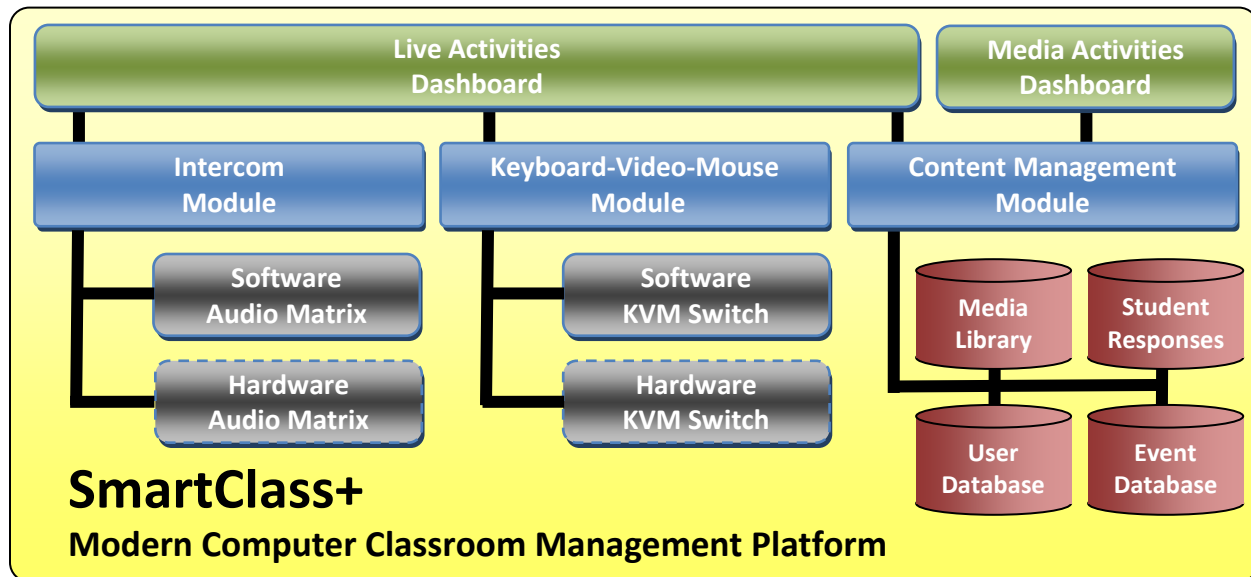 Live Activities
Dashboard
Media Activities
Dashboard
Intercom
Module
Keyboard-Video-Mouse
Module
Content Management
Module
Software
Audio Matrix
Software
KVM Switch
Media
Library
Student
Responses
Hardware
Audio Matrix
Hardware
KVM Switch
User
Database
Event
Database
SmartClass+
Modern Computer Classroom Management Platform